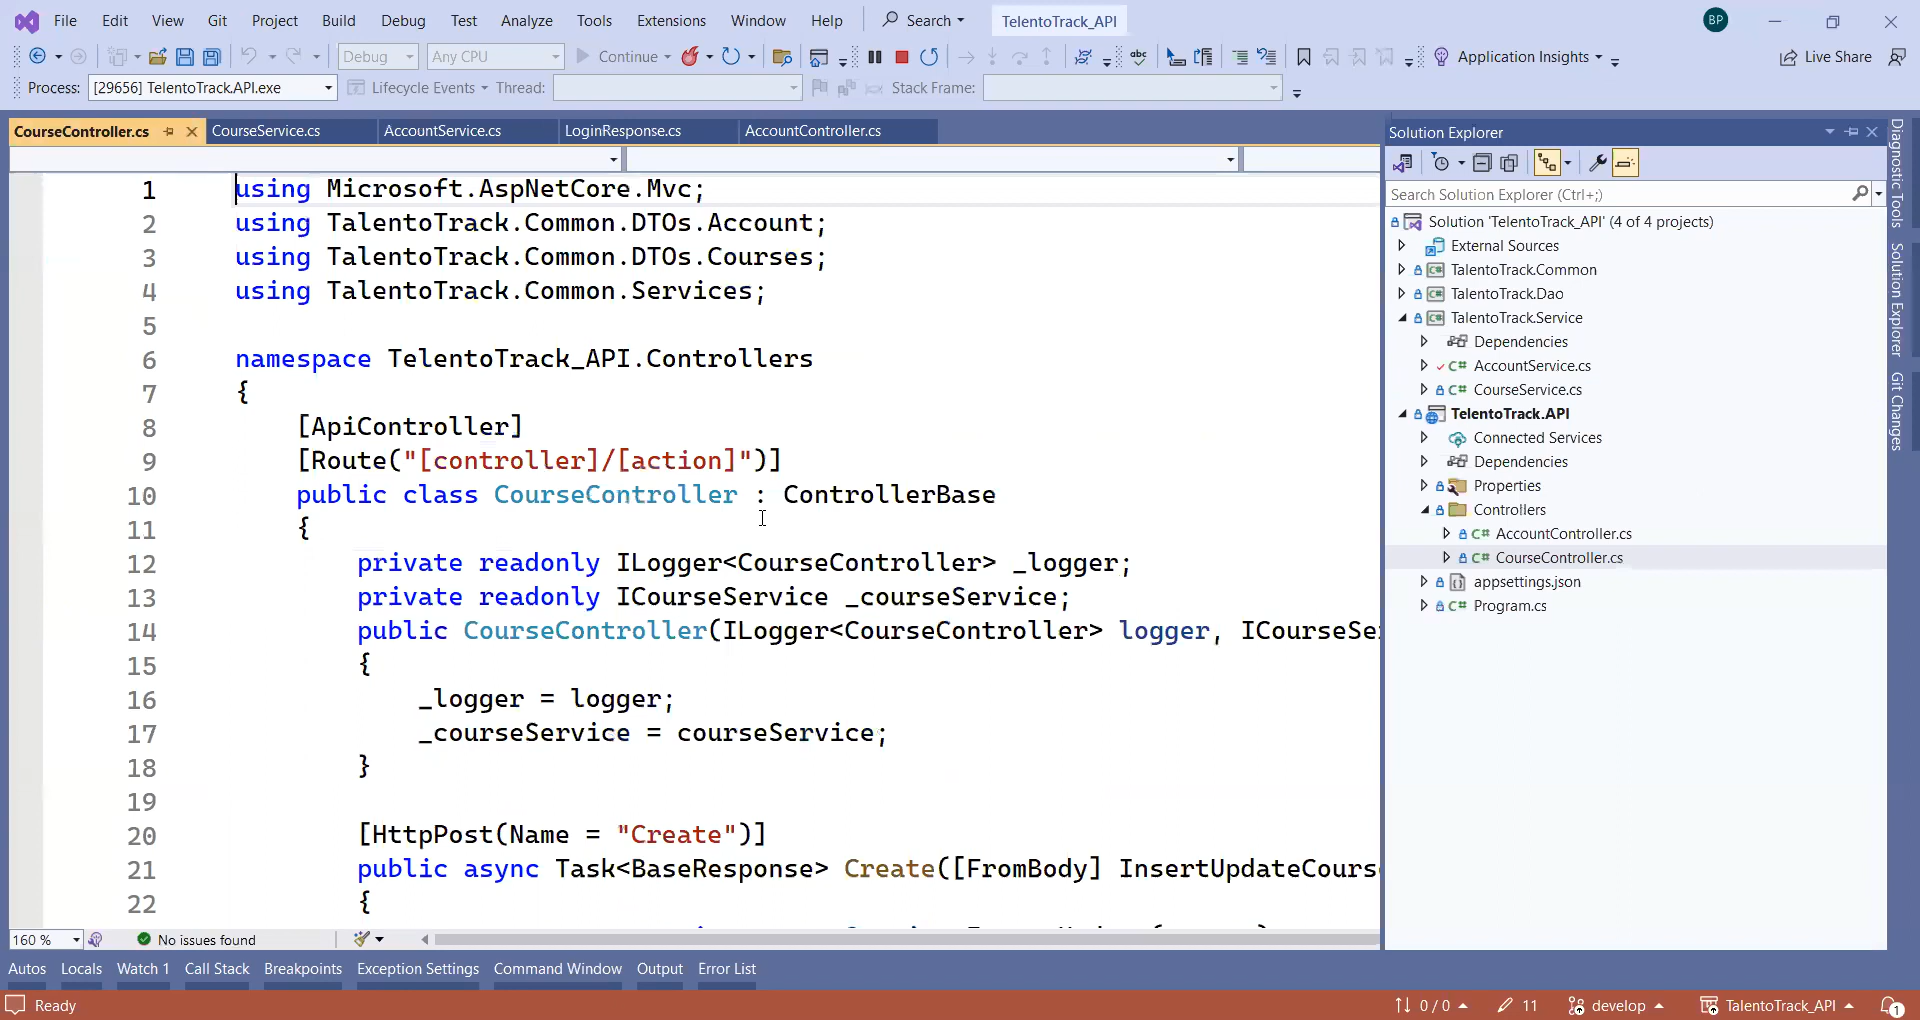 File Edit View Git Project Build Debug Test Analyze Tools Extensions Window Help Search TelentoTrack_API BP
Debug Any CPU Continue Application Insights Live Share
Process: [29656] TelentoTrack.API.exe Lifecycle Events Thread: Stack Frame:
CourseController.cs CourseService.cs AccountService.cs LoginResponse.cs AccountController.cs
1 using Microsoft.AspNetCore.Mvc;
2 using TalentoTrack.Common.DTOs.Account;
3 using TalentoTrack.Common.DTOs.Courses;
4 using TalentoTrack.Common.Services;
5
6 namespace TelentoTrack_API.Controllers
7 {
8 [ApiController]
9 [Route("[controller]/[action]")]
10 public class CourseController : ControllerBase
11 {
12 private readonly ILogger<CourseController> _logger;
13 private readonly ICourseService _courseService;
14 public CourseController(ILogger<CourseController> logger, ICourseSe
15 {
16 _logger = logger;
17 _courseService = courseService;
18 }
19
20 [HttpPost(Name = "Create")]
21 public async Task<BaseResponse> Create([FromBody] InsertUpdateCours
22 {
160 % No issues found
Solution Explorer
Search Solution Explorer (Ctrl+;)
Solution 'TelentoTrack_API' (4 of 4 projects)
External Sources
TalentoTrack.Common
TalentoTrack.Dao
TalentoTrack.Service
Dependencies
C# AccountService.cs
C# CourseService.cs
TalentoTrack.API
Connected Services
Dependencies
Properties
Controllers
C# AccountController.cs
C# CourseController.cs
appsettings.json
C# Program.cs
Diagnostic Tools
Solution Explorer
Git Changes
Autos Locals Watch 1 Call Stack Breakpoints Exception Settings Command Window Output Error List
Ready 0 / 0 11 develop TalentoTrack_API 1